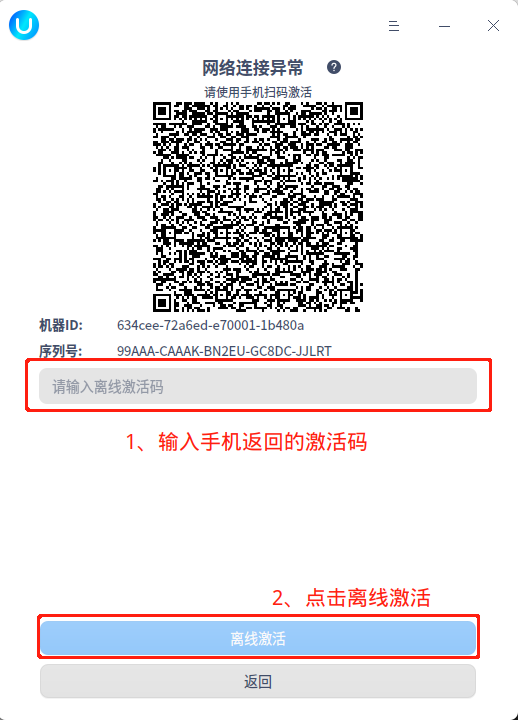 网络连接异常 ?
请使用手机扫码激活
机器ID: 634cee-72a6ed-e70001-1b480a
序列号: 99AAA-CAAAK-BN2EU-GC8DC-JJLRT
请输入离线激活码
1、输入手机返回的激活码
2、点击离线激活
离线激活
返回